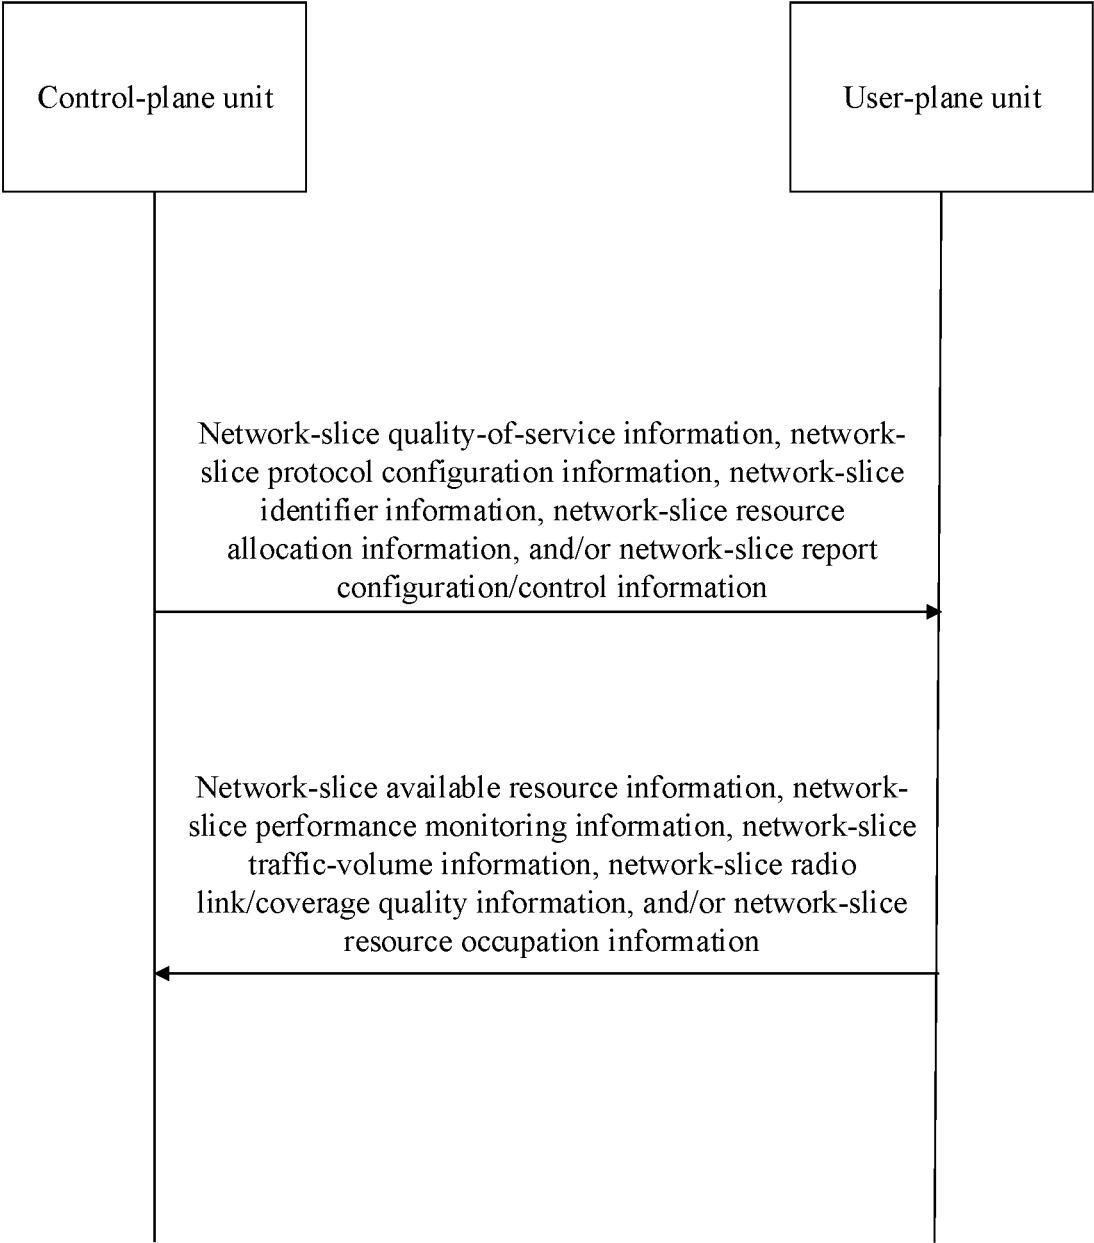 Control-plane unit
User-plane unit
Network-slice quality-of-service information, network-
slice protocol configuration information, network-slice
identifier information, network-slice resource
allocation information, and/or network-slice report
configuration/control information
Network-slice available resource information, network-
slice performance monitoring information, network-slice
traffic-volume information, network-slice radio
link/coverage quality information, and/or network-slice
resource occupation information